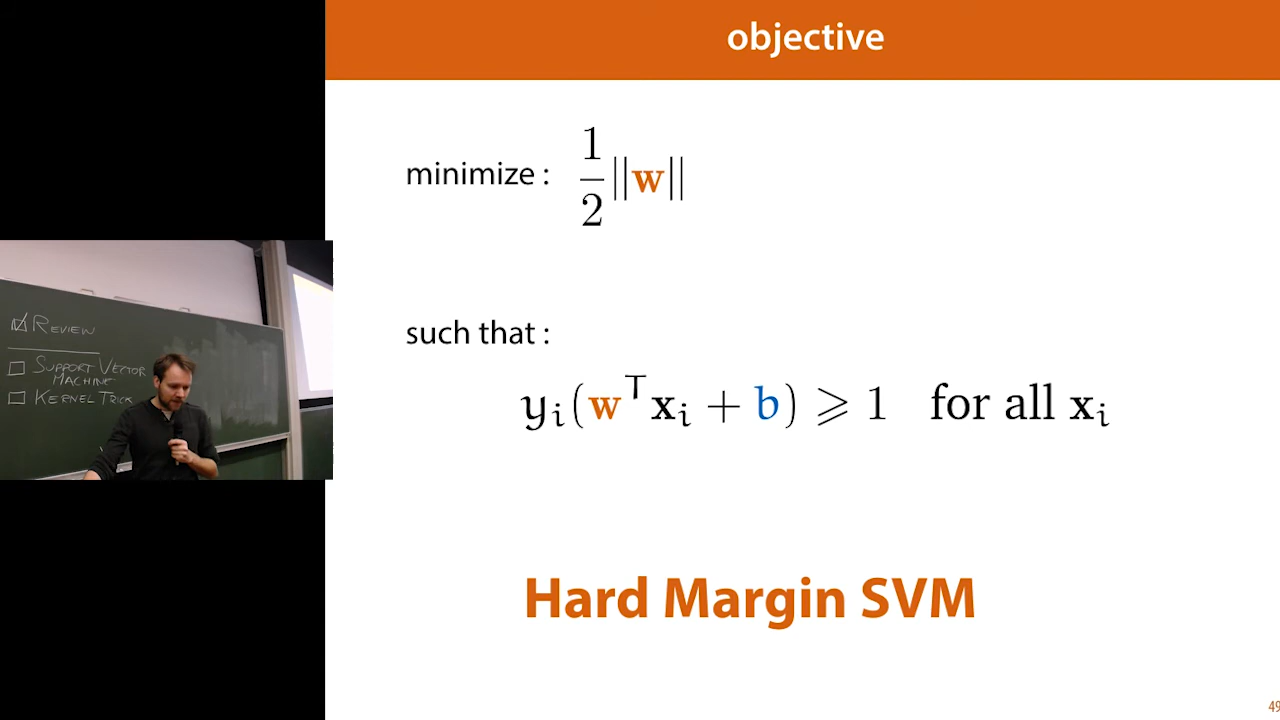 objective
minimize : 1/2 ||w||
such that :
yᵢ(wᵀxᵢ + b) ⩾ 1 for all xᵢ
Hard Margin SVM
49
☑ REVIEW
☐ SUPPORT VECTOR
MACHINE
☐ KERNEL TRICK